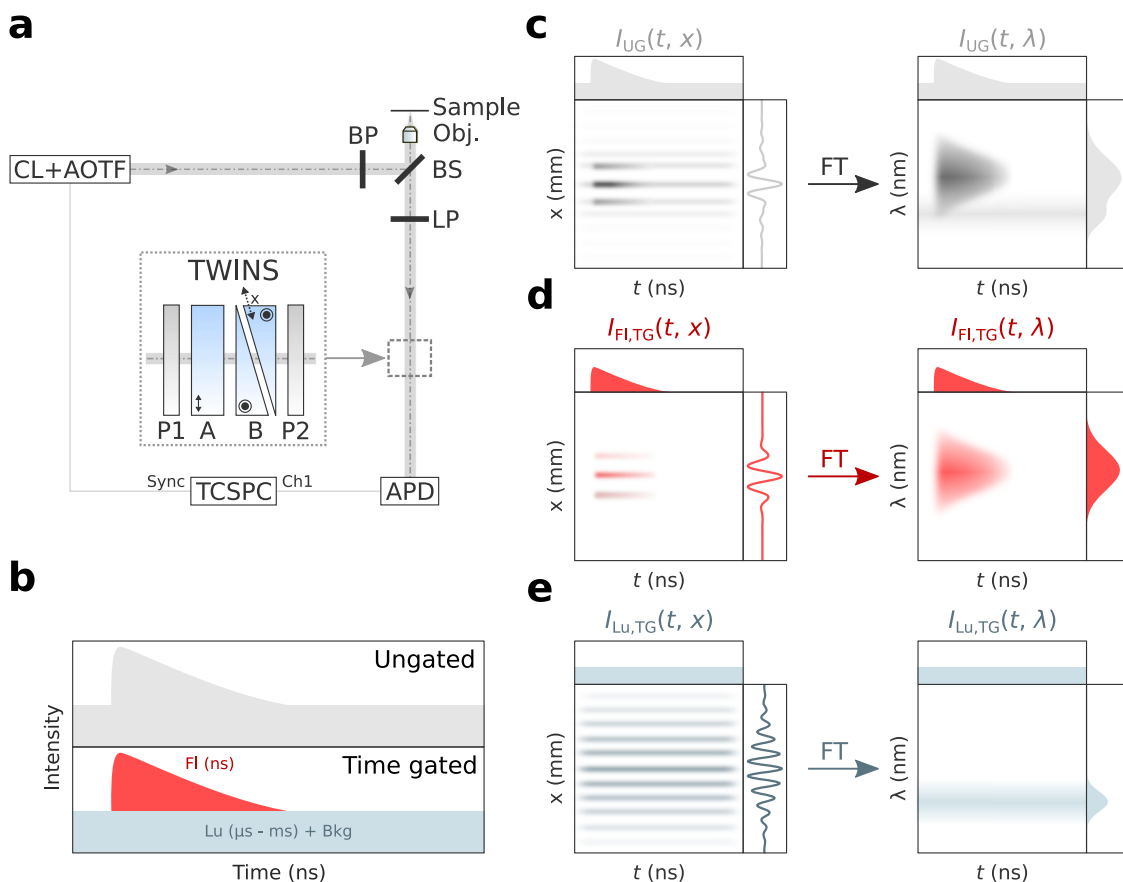 a
Sample
Obj.
BP
CL+AOTF
BS
LP
TWINS
x
P1 A B P2
Sync TCSPC Ch1 APD
b
Ungated
Intensity
Fl (ns)
Time gated
Lu (μs - ms) + Bkg
Time (ns)
c
I_UG(t, x)
I_UG(t, λ)
x (mm)
FT
λ (nm)
t (ns)
t (ns)
d
I_Fl,TG(t, x)
I_Fl,TG(t, λ)
x (mm)
FT
λ (nm)
t (ns)
t (ns)
e
I_Lu,TG(t, x)
I_Lu,TG(t, λ)
x (mm)
FT
λ (nm)
t (ns)
t (ns)